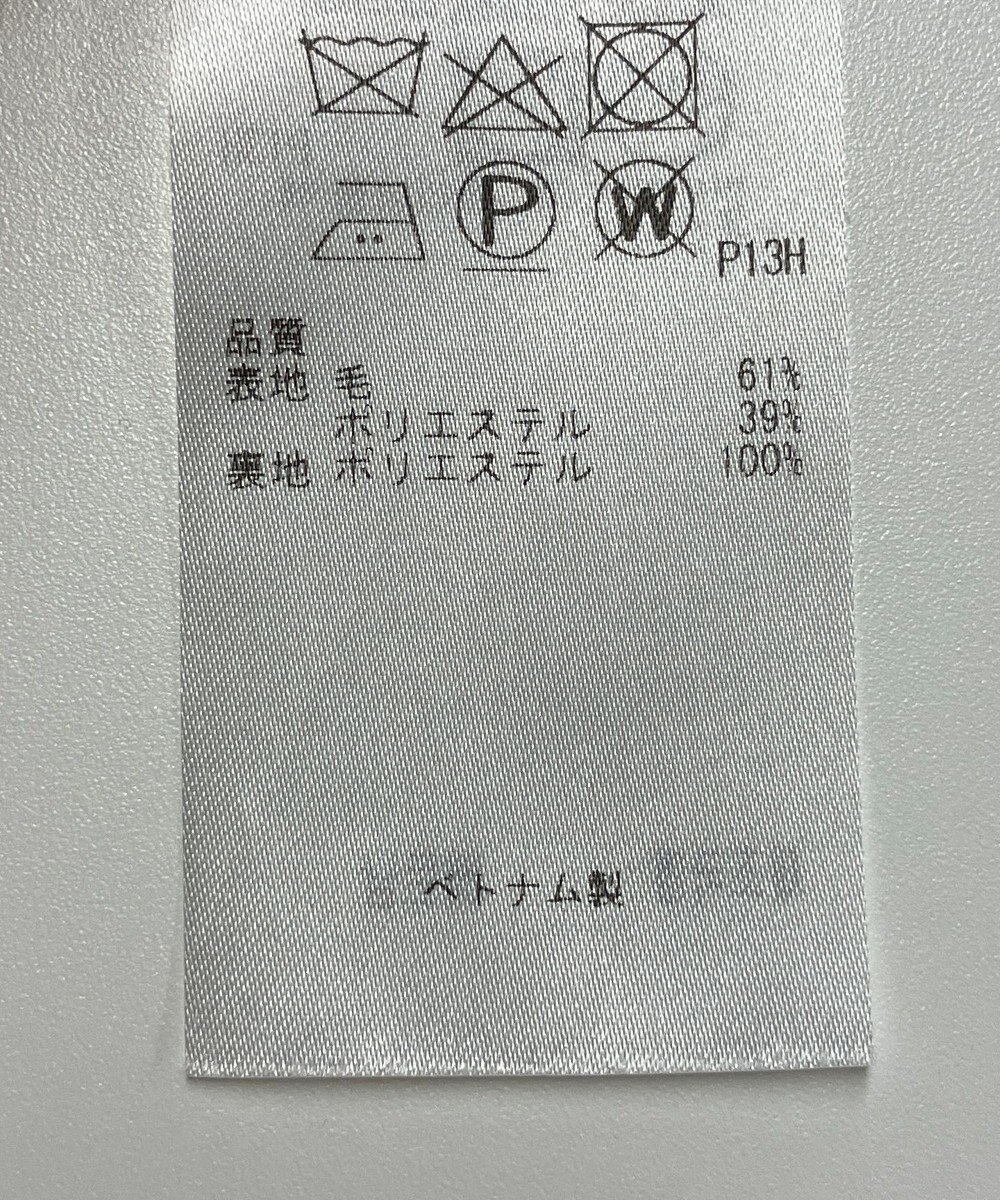 P W P13H
品質
表地 毛 61%
ポリエステル 39%
裏地 ポリエステル 100%
ベトナム製